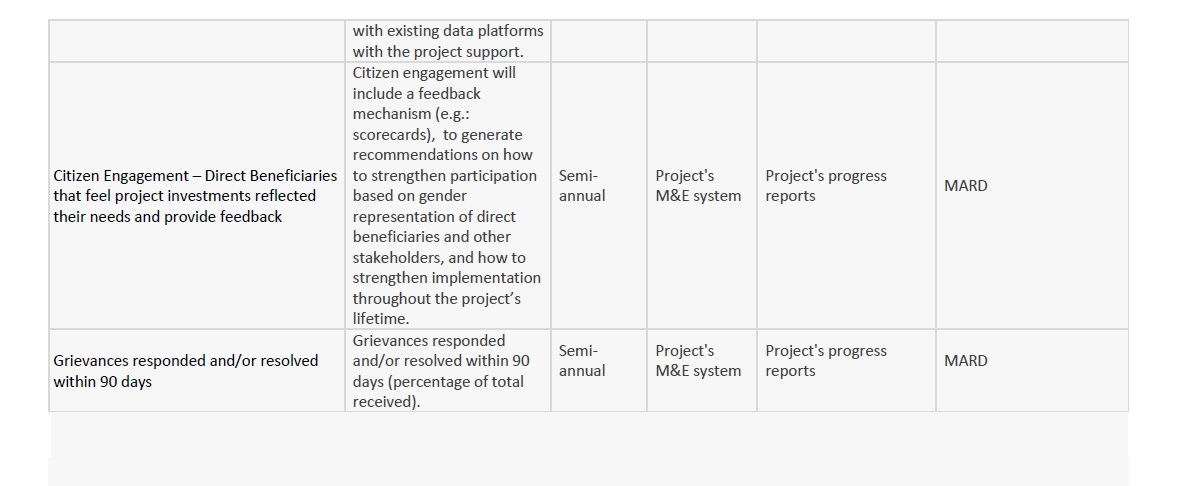 with existing data platforms
with the project support.
Citizen Engagement – Direct Beneficiaries
that feel project investments reflected
their needs and provide feedback
Citizen engagement will
include a feedback
mechanism (e.g.:
scorecards),  to generate
recommendations on how
to strengthen participation
based on gender
representation of direct
beneficiaries and other
stakeholders, and how to
strengthen implementation
throughout the project’s
lifetime.
Semi-
annual
Project's
M&E system
Project's progress
reports
MARD
Grievances responded and/or resolved
within 90 days
Grievances responded
and/or resolved within 90
days (percentage of total
received).
Semi-
annual
Project's
M&E system
Project's progress
reports
MARD